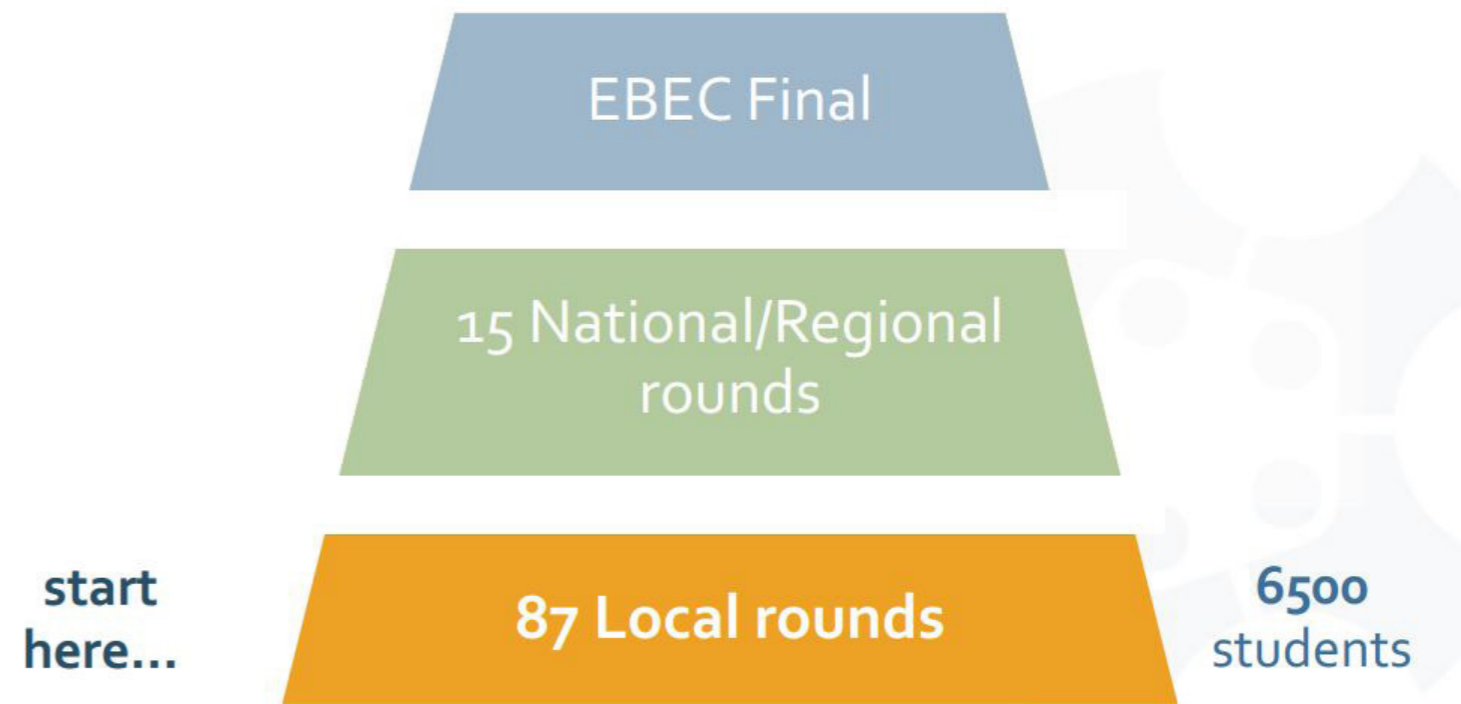 EBEC Final
15 National/Regional
rounds
start
here...
87 Local rounds
6500
students